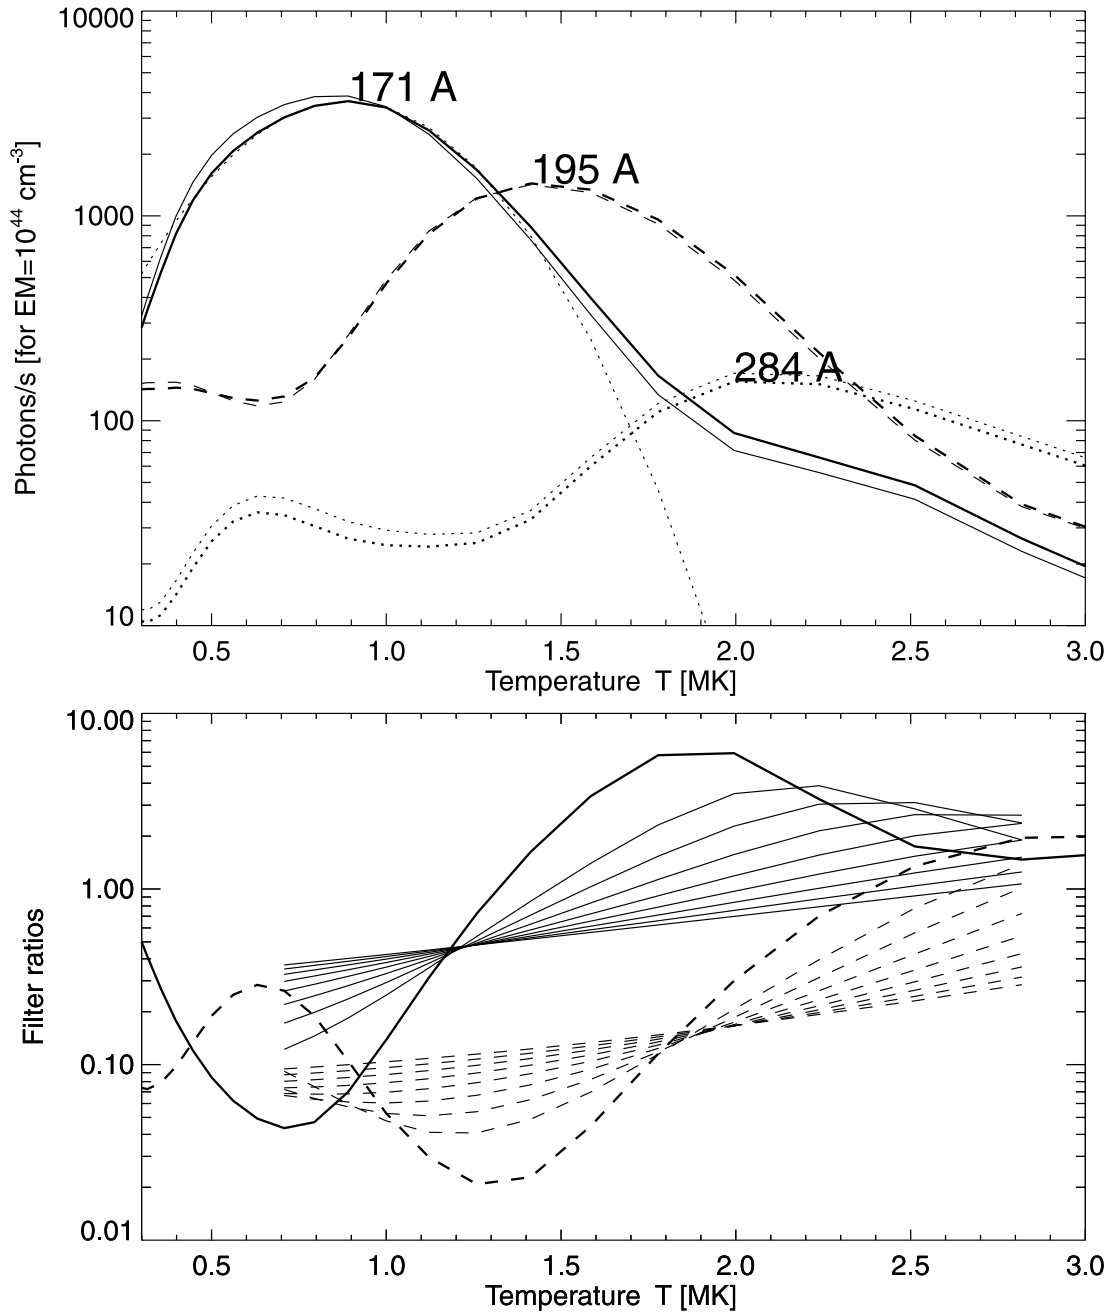 10000
1000
100
10
Photons/s [for EM=10^44 cm^-3]
171 A
195 A
284 A
0.5 1.0 1.5 2.0 2.5 3.0
Temperature T [MK]
10.00
1.00
0.10
0.01
Filter ratios
0.5 1.0 1.5 2.0 2.5 3.0
Temperature T [MK]